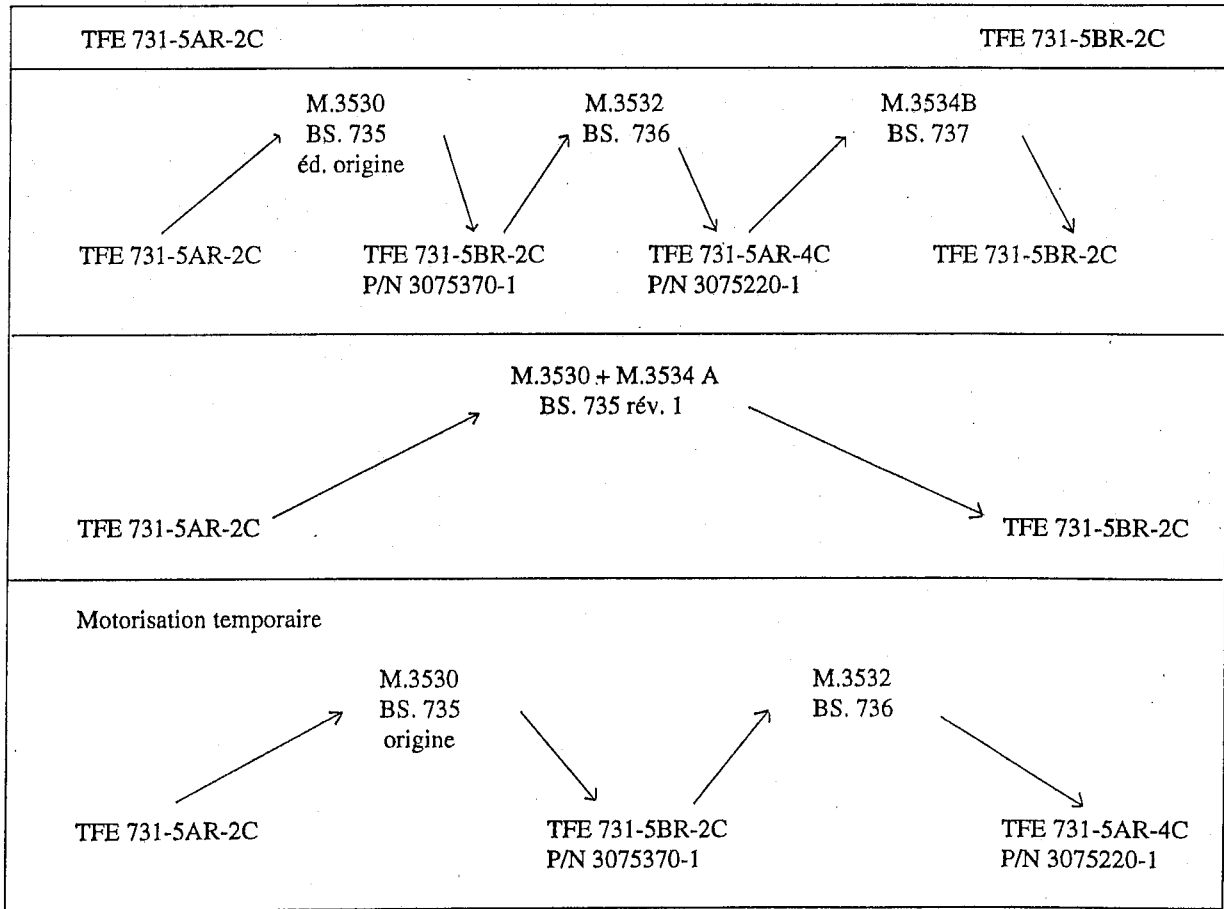 TFE 731-5AR-2C
TFE 731-5BR-2C
M.3530
BS. 735
éd. origine
M.3532
BS. 736
M.3534B
BS. 737
TFE 731-5AR-2C
TFE 731-5BR-2C
P/N 3075370-1
TFE 731-5AR-4C
P/N 3075220-1
TFE 731-5BR-2C
M.3530 + M.3534 A
BS. 735 rév. 1
TFE 731-5AR-2C
TFE 731-5BR-2C
Motorisation temporaire
M.3530
BS. 735
origine
M.3532
BS. 736
TFE 731-5AR-2C
TFE 731-5BR-2C
P/N 3075370-1
TFE 731-5AR-4C
P/N 3075220-1